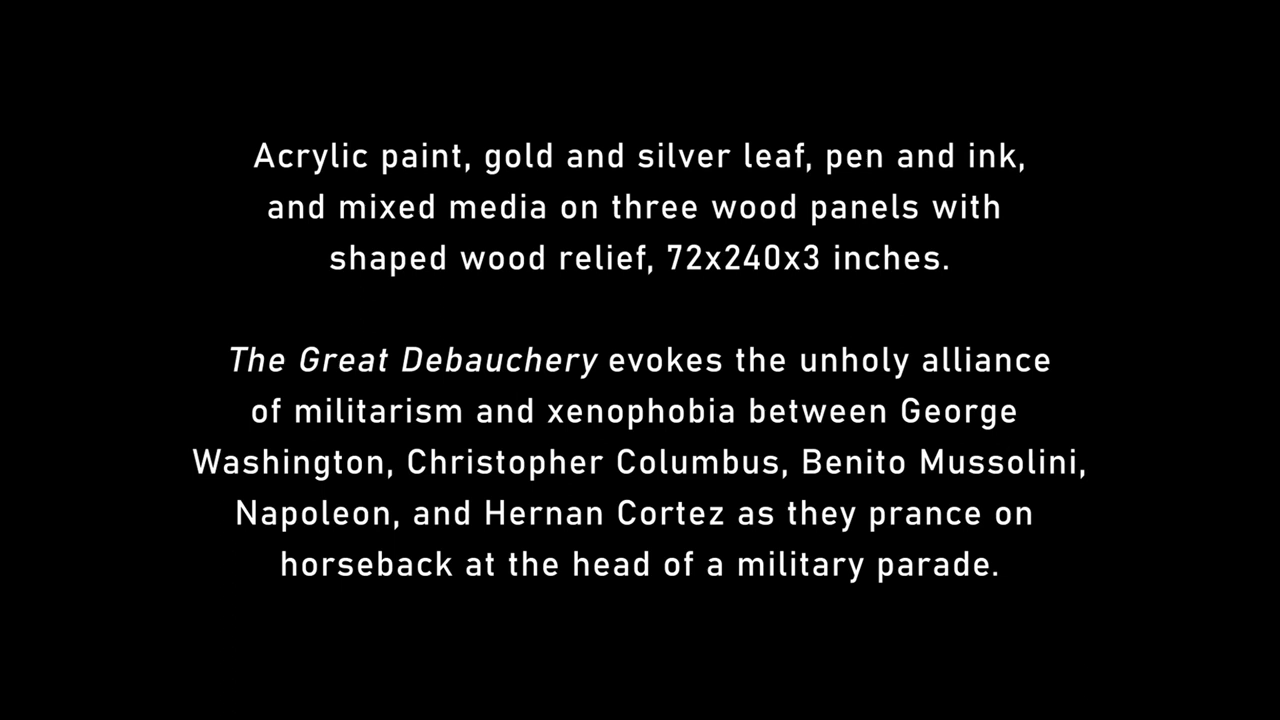 Acrylic paint, gold and silver leaf, pen and ink,
and mixed media on three wood panels with
shaped wood relief, 72x240x3 inches.
The Great Debauchery evokes the unholy alliance
of militarism and xenophobia between George
Washington, Christopher Columbus, Benito Mussolini,
Napoleon, and Hernan Cortez as they prance on
horseback at the head of a military parade.